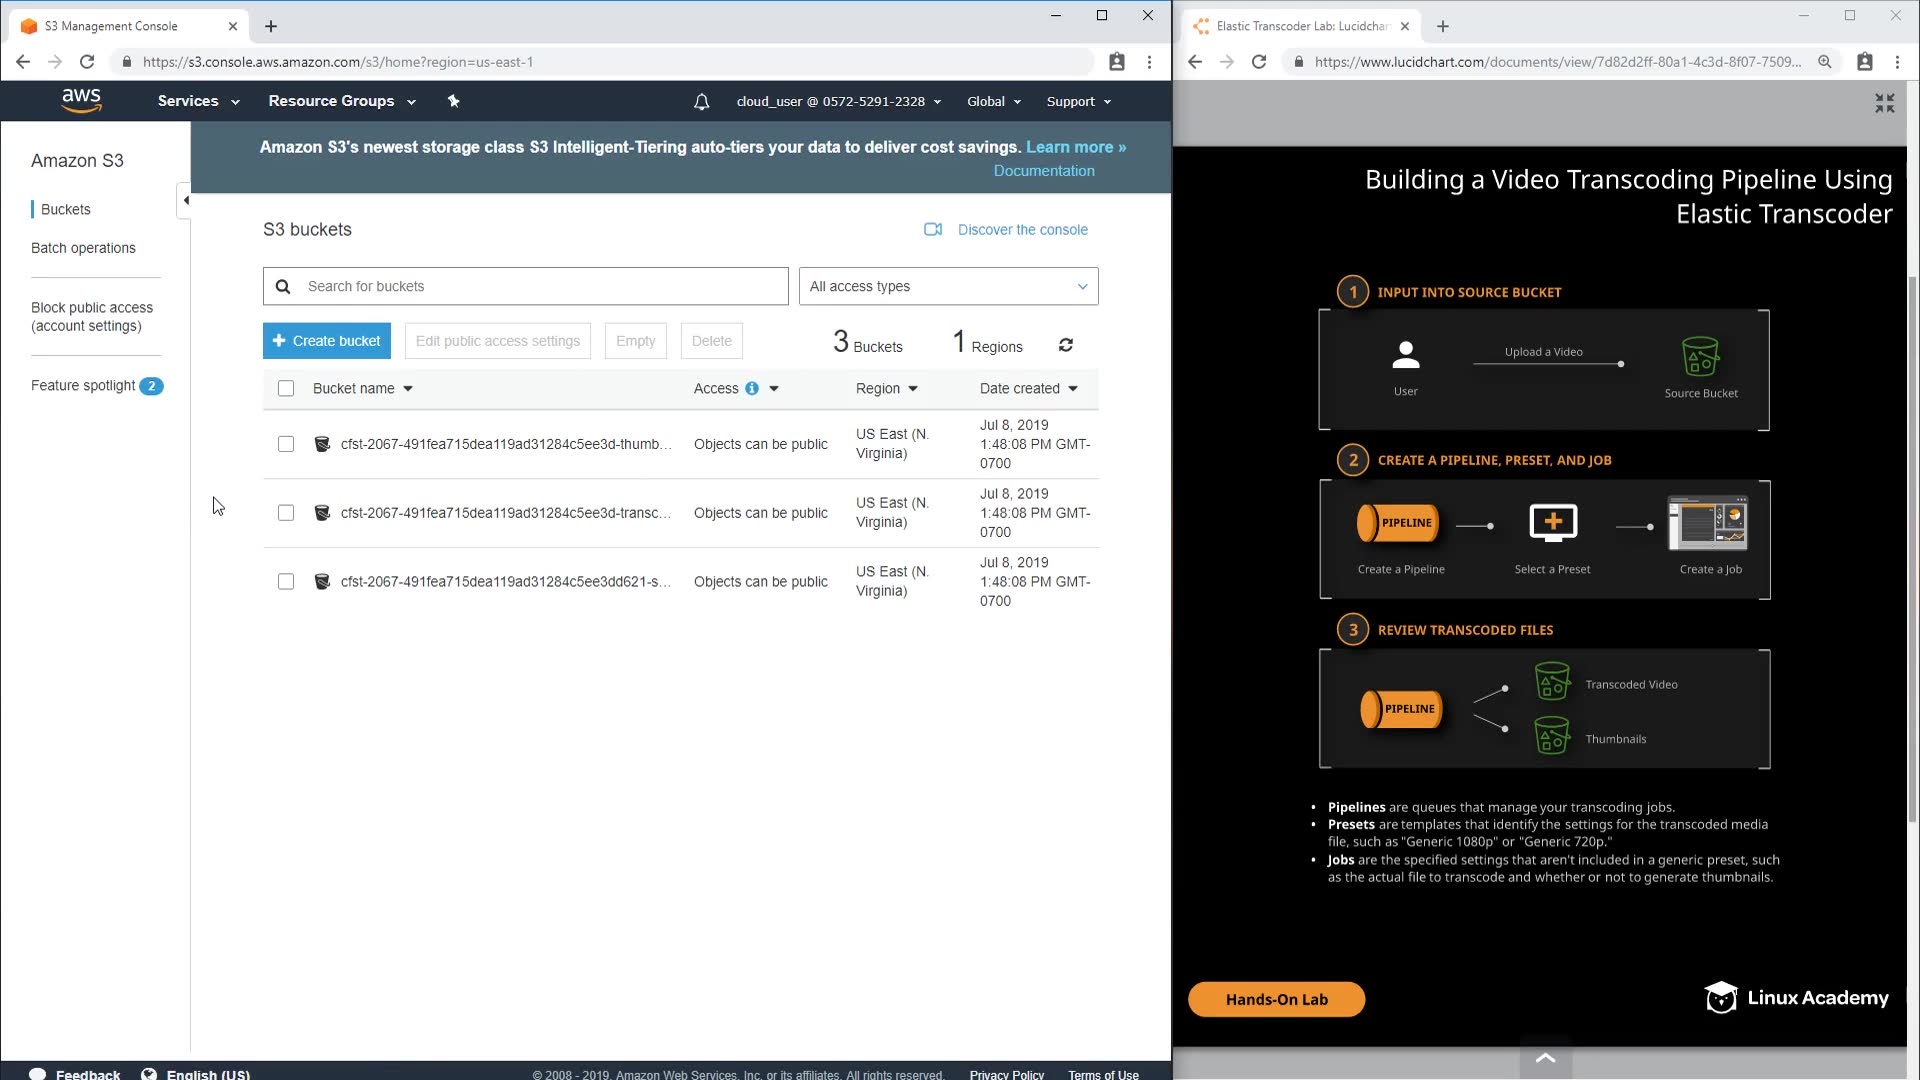 S3 Management Console
https://s3.console.aws.amazon.com/s3/home?region=us-east-1
aws
Services
Resource Groups
cloud_user @ 0572-5291-2328
Global
Support
Amazon S3's newest storage class S3 Intelligent-Tiering auto-tiers your data to deliver cost savings. Learn more »
Documentation
Amazon S3
Buckets
Batch operations
Block public access
(account settings)
Feature spotlight 2
S3 buckets
Discover the console
Search for buckets
All access types
Create bucket
Edit public access settings
Empty
Delete
3 Buckets
1 Regions
Bucket name
Access
Region
Date created
cfst-2067-491fea715dea119ad31284c5ee3d-thumb...
Objects can be public
US East (N.
Virginia)
Jul 8, 2019
1:48:08 PM GMT-
0700
cfst-2067-491fea715dea119ad31284c5ee3d-transc...
Objects can be public
US East (N.
Virginia)
Jul 8, 2019
1:48:08 PM GMT-
0700
cfst-2067-491fea715dea119ad31284c5ee3dd621-s...
Objects can be public
US East (N.
Virginia)
Jul 8, 2019
1:48:08 PM GMT-
0700
Feedback
English (US)
© 2008 - 2019, Amazon Web Services, Inc. or its affiliates. All rights reserved.
Privacy Policy
Terms of Use
Elastic Transcoder Lab: Lucidchar
https://www.lucidchart.com/documents/view/7d82d2ff-80a1-4c3d-8f07-7509...
Building a Video Transcoding Pipeline Using
Elastic Transcoder
1 INPUT INTO SOURCE BUCKET
Upload a Video
User
Source Bucket
2 CREATE A PIPELINE, PRESET, AND JOB
PIPELINE
Create a Pipeline
Select a Preset
Create a Job
3 REVIEW TRANSCODED FILES
PIPELINE
Transcoded Video
Thumbnails
• Pipelines are queues that manage your transcoding jobs.
• Presets are templates that identify the settings for the transcoded media
file, such as "Generic 1080p" or "Generic 720p."
• Jobs are the specified settings that aren't included in a generic preset, such
as the actual file to transcode and whether or not to generate thumbnails.
Hands-On Lab
Linux Academy